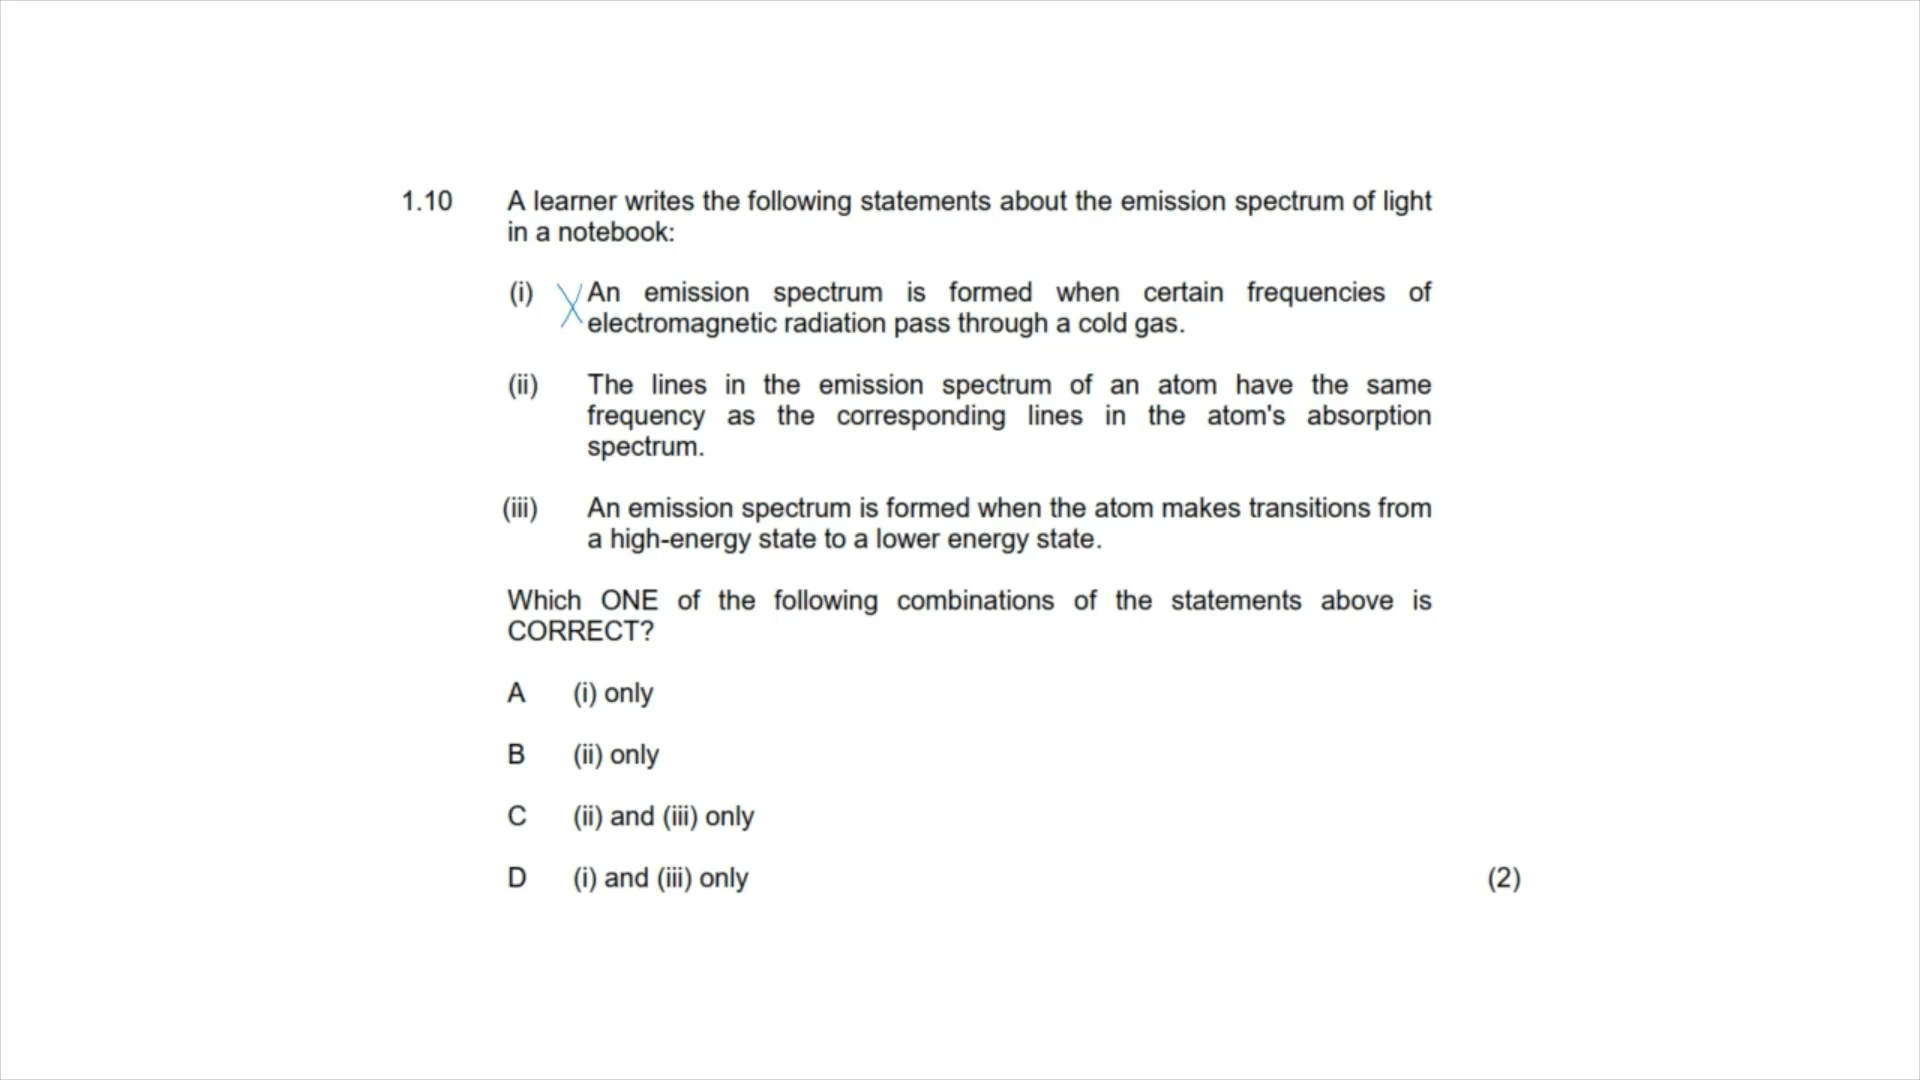 1.10 A learner writes the following statements about the emission spectrum of light
in a notebook:
(i) An emission spectrum is formed when certain frequencies of
electromagnetic radiation pass through a cold gas.
(ii) The lines in the emission spectrum of an atom have the same
frequency as the corresponding lines in the atom's absorption
spectrum.
(iii) An emission spectrum is formed when the atom makes transitions from
a high-energy state to a lower energy state.
Which ONE of the following combinations of the statements above is
CORRECT?
A (i) only
B (ii) only
C (ii) and (iii) only
D (i) and (iii) only (2)